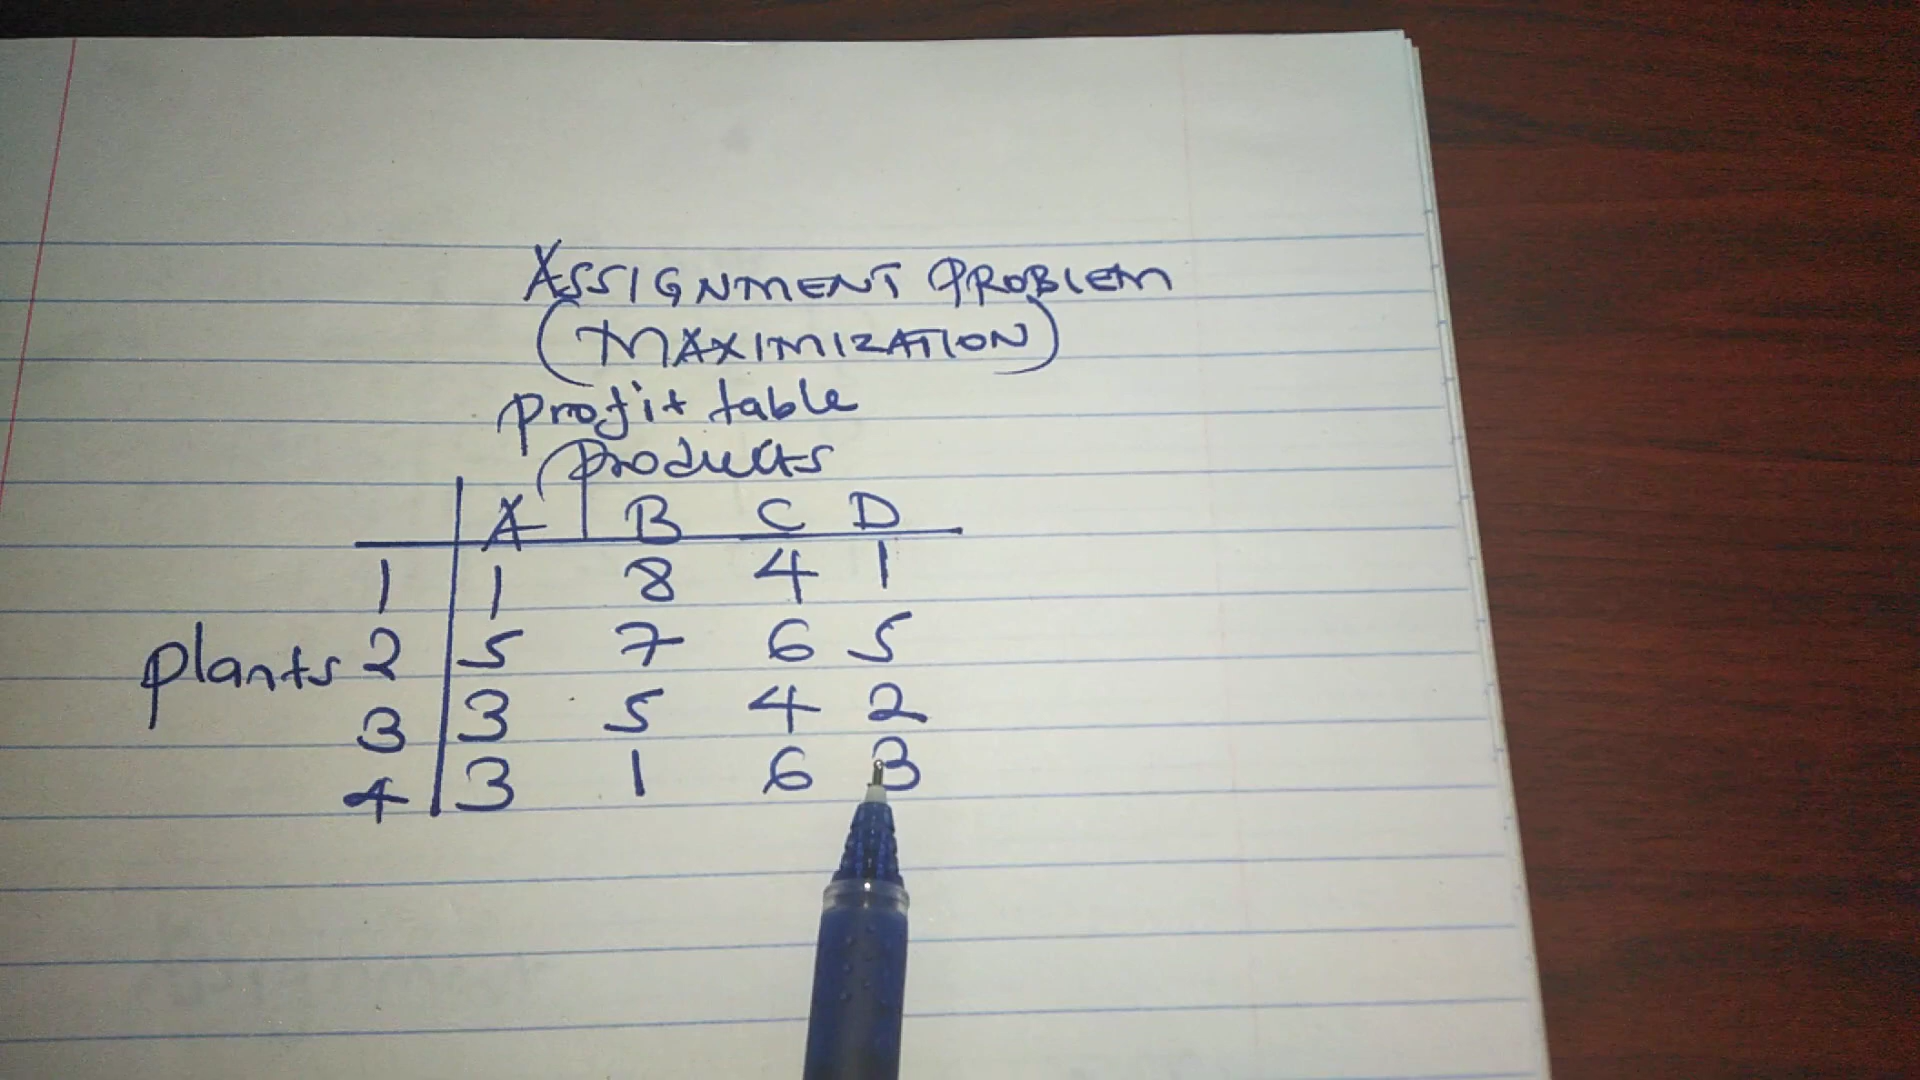 ASSIGNMENT PROBLEM
(MAXIMIZATION)
Profit table
Products
A B C D
1 1 8 4 1
Plants 2 5 7 6 5
3 3 5 4 2
4 3 1 6 3